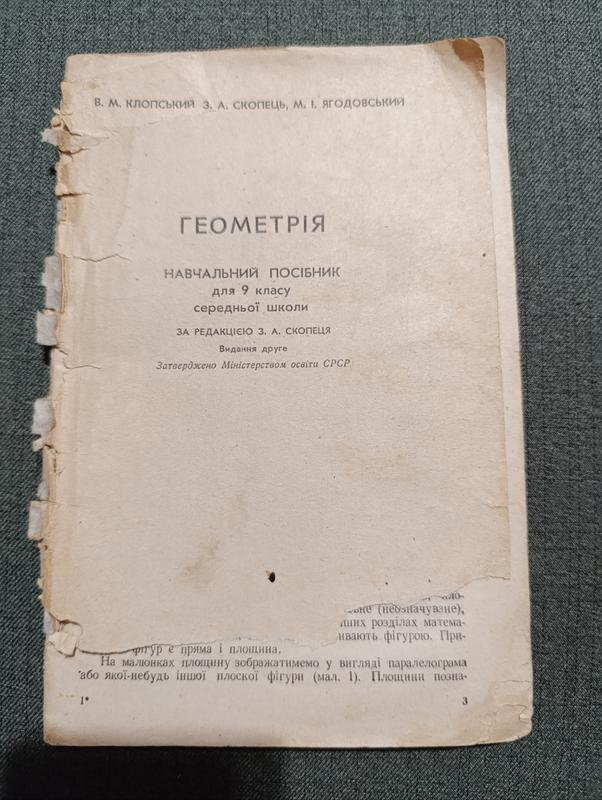 В. М. КЛОПСЬКИЙ З. А. СКОПЕЦЬ, М. І. ЯГОДОВСЬКИЙ
ГЕОМЕТРІЯ
НАВЧАЛЬНИЙ ПОСІБНИК
для 9 класу
середньої школи
ЗА РЕДАКЦІЄЮ З. А. СКОПЕЦЯ
Видання друге
Затверджено Міністерством освіти СРСР
(неозначуване),
розділах матема-
фігурою. При-
фігур є пряма і площина.
На малюнках площину зображатимемо у вигляді паралелограма
або якої-небудь іншої плоскої фігури (мал. 1). Площини позна-
1*
3